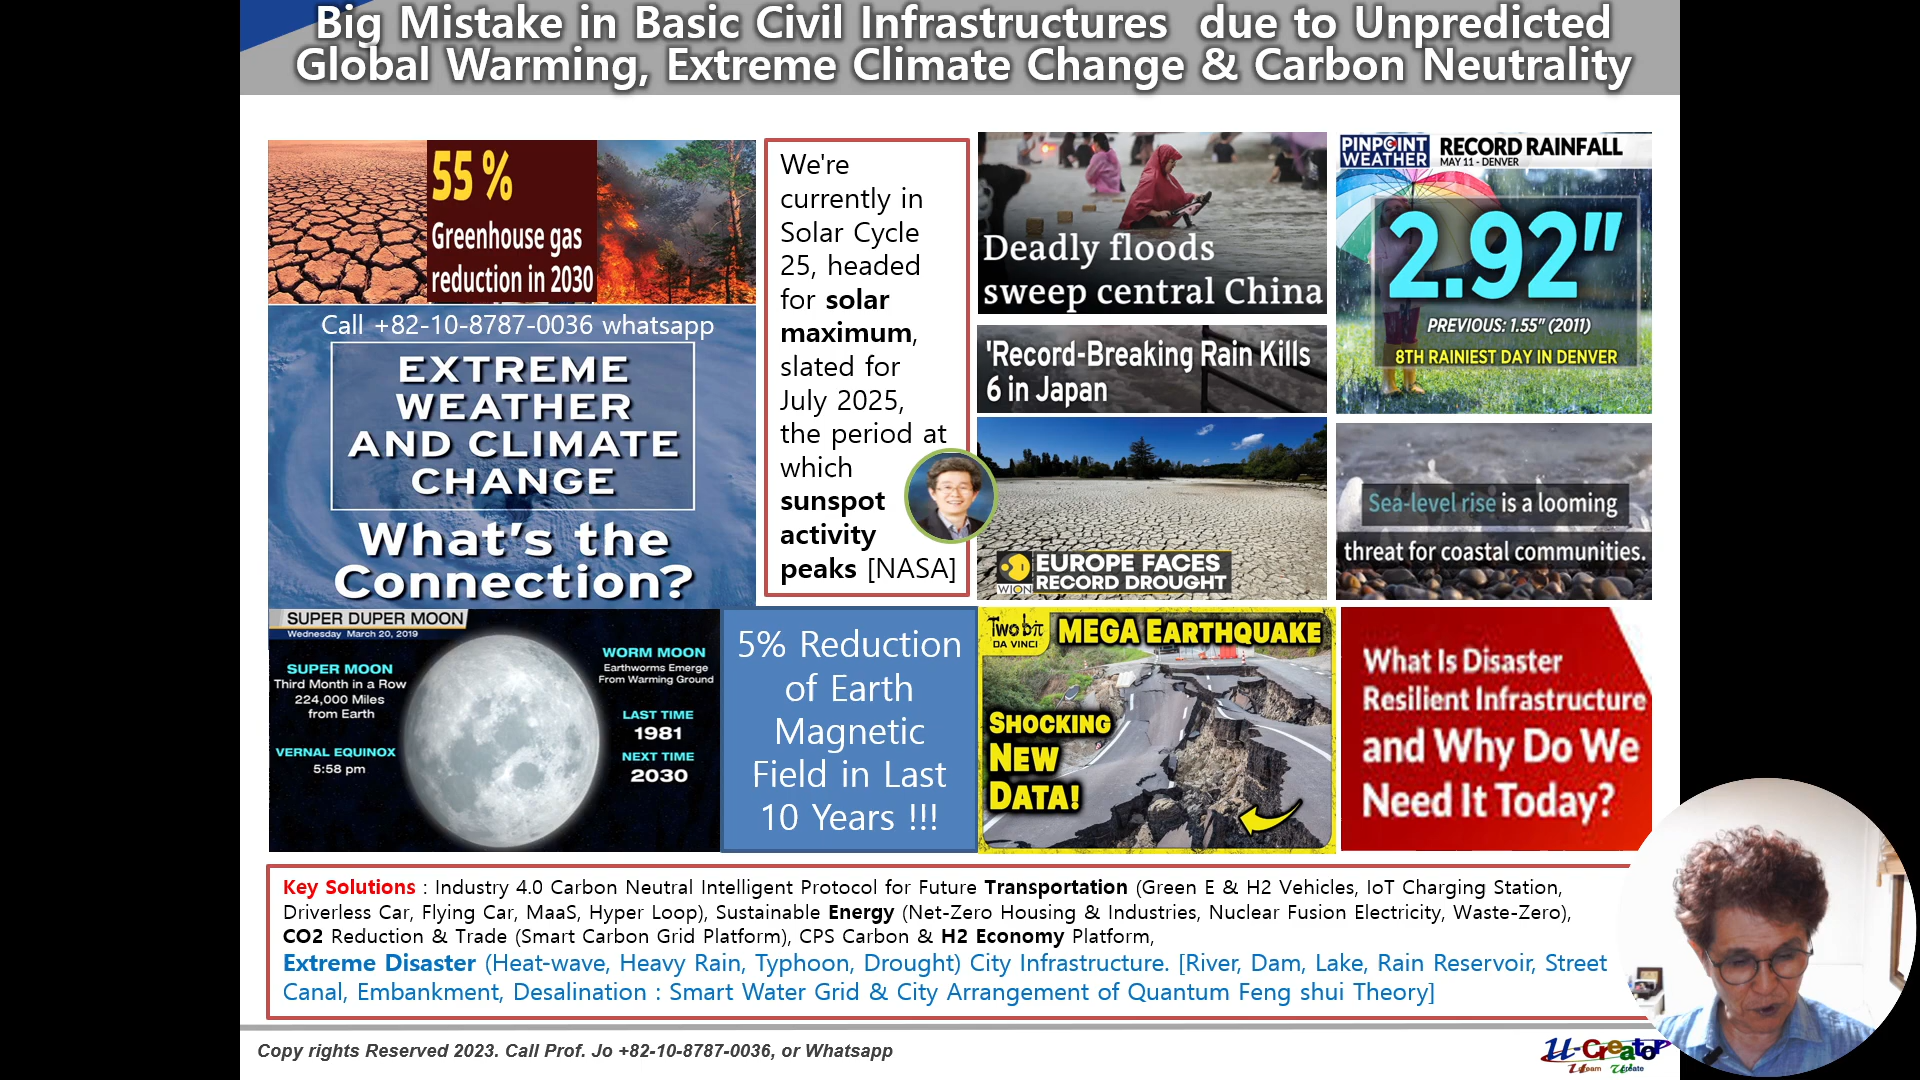 Big Mistake in Basic Civil Infrastructures due to Unpredicted
Global Warming, Extreme Climate Change & Carbon Neutrality
55 %
Greenhouse gas
reduction in 2030
Call +82-10-8787-0036 whatsapp
EXTREME
WEATHER
AND CLIMATE
CHANGE
What's the
Connection?
We're
currently in
Solar Cycle
25, headed
for solar
maximum,
slated for
July 2025,
the period at
which
sunspot
activity
peaks [NASA]
Deadly floods
sweep central China
'Record-Breaking Rain Kills
6 in Japan
WION
EUROPE FACES
RECORD DROUGHT
PINPOINT
WEATHER
RECORD RAINFALL
MAY 11 - DENVER
2.92"
PREVIOUS: 1.55" (2011)
8TH RAINIEST DAY IN DENVER
Sea-level rise is a looming
threat for coastal communities.
SUPER DUPER MOON
Wednesday March 20, 2019
SUPER MOON
Third Month in a Row
224,000 Miles
from Earth
VERNAL EQUINOX
5:58 pm
WORM MOON
Earthworms Emerge
From Warming Ground
LAST TIME
1981
NEXT TIME
2030
5% Reduction
of Earth
Magnetic
Field in Last
10 Years !!!
Two bit
DA VINCI
MEGA EARTHQUAKE
SHOCKING
NEW
DATA!
What Is Disaster
Resilient Infrastructure
and Why Do We
Need It Today?
Key Solutions : Industry 4.0 Carbon Neutral Intelligent Protocol for Future Transportation (Green E & H2 Vehicles, IoT Charging Station,
Driverless Car, Flying Car, MaaS, Hyper Loop), Sustainable Energy (Net-Zero Housing & Industries, Nuclear Fusion Electricity, Waste-Zero),
CO2 Reduction & Trade (Smart Carbon Grid Platform), CPS Carbon & H2 Economy Platform,
Extreme Disaster (Heat-wave, Heavy Rain, Typhoon, Drought) City Infrastructure. [River, Dam, Lake, Rain Reservoir, Street
Canal, Embankment, Desalination : Smart Water Grid & City Arrangement of Quantum Feng shui Theory]
Copy rights Reserved 2023. Call Prof. Jo +82-10-8787-0036, or Whatsapp
U-Creator